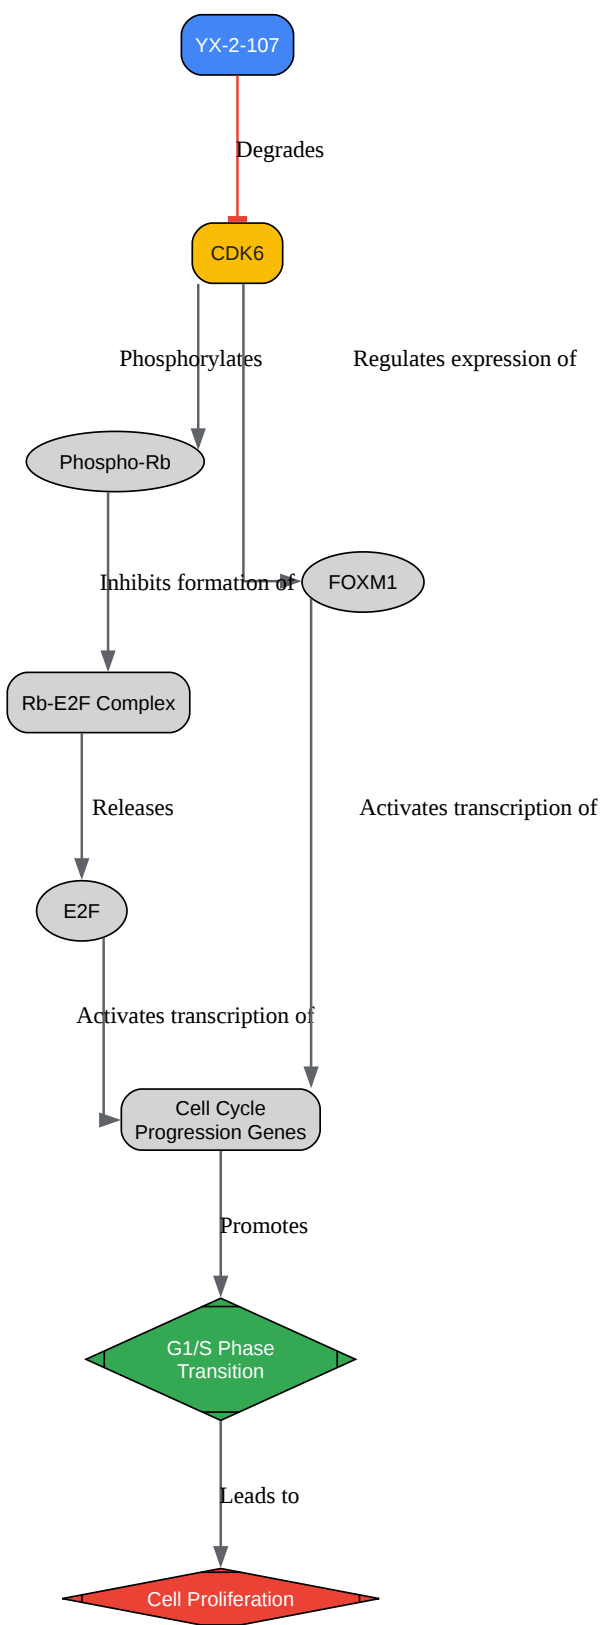 YX-2-107
Degrades
CDK6
Phosphorylates
Regulates expression of
Phospho-Rb
Inhibits formation of
FOXM1
Rb-E2F Complex
Releases
Activates transcription of
E2F
Activates transcription of
Cell Cycle
Progression Genes
Promotes
G1/S Phase
Transition
Leads to
Cell Proliferation